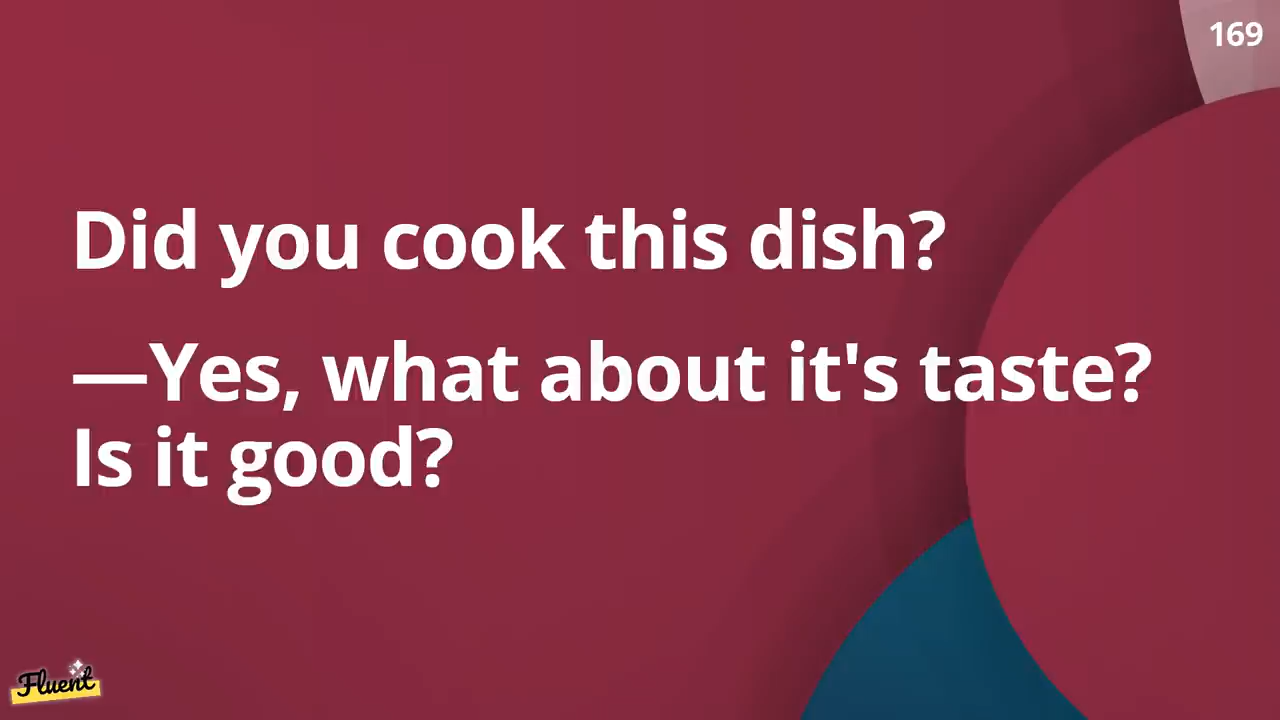 169
Did you cook this dish?
—Yes, what about it's taste?
Is it good?
Fluent